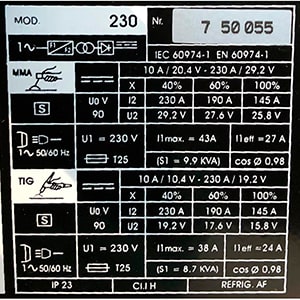 MOD. 230 Nr. 7 50 055
1~ f1 f2
IEC 60974-1 EN 60974-1
MMA 10 A / 20,4 V - 230 A / 29,2 V
X 40% 60% 100%
S U0 V I2 230 A 190 A 145 A
90 U2 29,2 V 27.6 V 25.8 V
U1 = 230 V I1max. = 43A I1eff = 27 A
1~ 50/60 Hz T25 (S1 = 9,9 KVA) cos Ø 0,98
TIG 10 A / 10,4 V - 230 A / 19,2 V
X 40% 60% 100%
S U0 V I2 230 A 190 A 145 A
90 U2 19,2 V 17.6 V 15.8 V
U1 = 230 V I1max. = 38 A I1eff = 24 A
1~ 50/60 Hz T25 (S1 = 8.7 KVA) cos Ø 0,98
IP 23 CI.I H REFRIG. AF